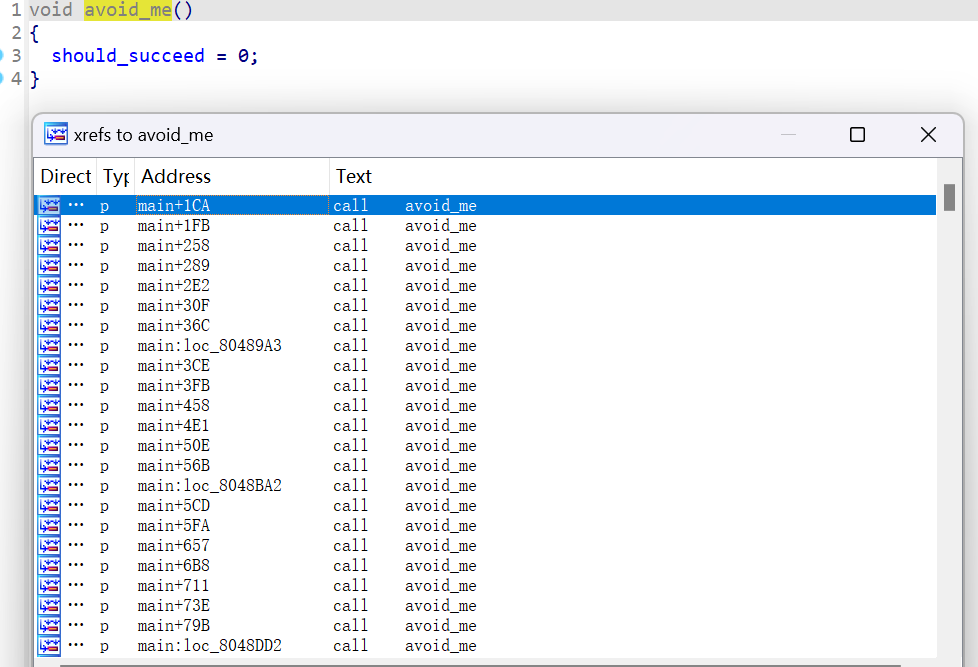 1 void avoid_me()
2 {
3 should_succeed = 0;
4 }
xrefs to avoid_me
Direct Typ Address Text
··· p main+1CA call avoid_me
··· p main+1FB call avoid_me
··· p main+258 call avoid_me
··· p main+289 call avoid_me
··· p main+2E2 call avoid_me
··· p main+30F call avoid_me
··· p main+36C call avoid_me
··· p main:loc_80489A3 call avoid_me
··· p main+3CE call avoid_me
··· p main+3FB call avoid_me
··· p main+458 call avoid_me
··· p main+4E1 call avoid_me
··· p main+50E call avoid_me
··· p main+56B call avoid_me
··· p main:loc_8048BA2 call avoid_me
··· p main+5CD call avoid_me
··· p main+5FA call avoid_me
··· p main+657 call avoid_me
··· p main+6B8 call avoid_me
··· p main+711 call avoid_me
··· p main+73E call avoid_me
··· p main+79B call avoid_me
··· p main:loc_8048DD2 call avoid_me